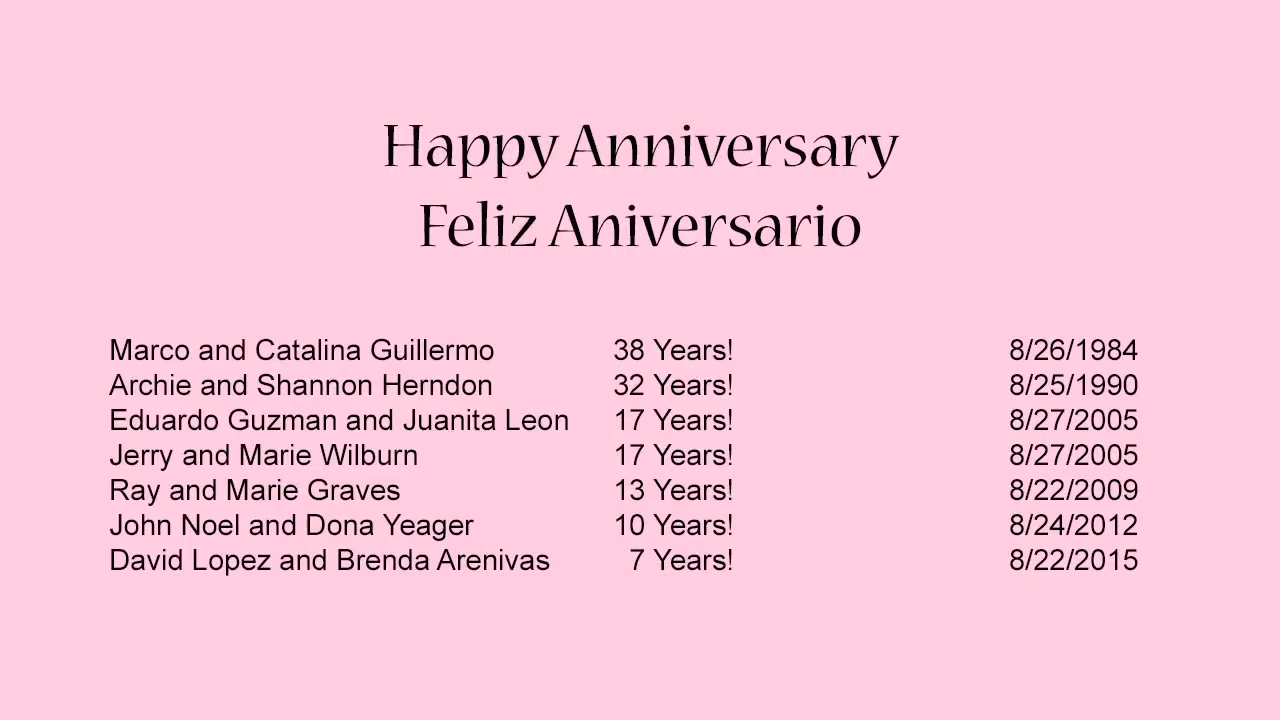 Happy Anniversary
Feliz Aniversario
Marco and Catalina Guillermo 38 Years! 8/26/1984
Archie and Shannon Herndon 32 Years! 8/25/1990
Eduardo Guzman and Juanita Leon 17 Years! 8/27/2005
Jerry and Marie Wilburn 17 Years! 8/27/2005
Ray and Marie Graves 13 Years! 8/22/2009
John Noel and Dona Yeager 10 Years! 8/24/2012
David Lopez and Brenda Arenivas 7 Years! 8/22/2015